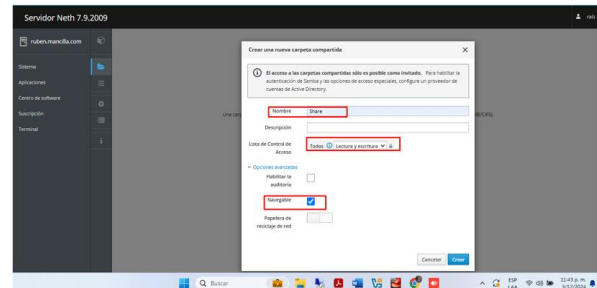 Servidor Neth 7.9.2009
ruben.mancilla.com
Sistema
Aplicaciones
Centro de software
Suscripción
Terminal
Crear una nueva carpeta compartida
El acceso a las carpetas compartidas sólo es posible como invitado. Para habilitar la
autenticación de Samba y las opciones de acceso especiales, configure un proveedor de
cuentas de Active Directory.
Nombre Share
Descripción
Lista de Control de
Acceso
Todos Lectura y escritura
Opciones avanzadas
Habilitar la
auditoría
Navegable
Papelera de
reciclaje de red
Cancelar Crear
Buscar
ESP
LAA
11:43 p. m.
3/12/2024